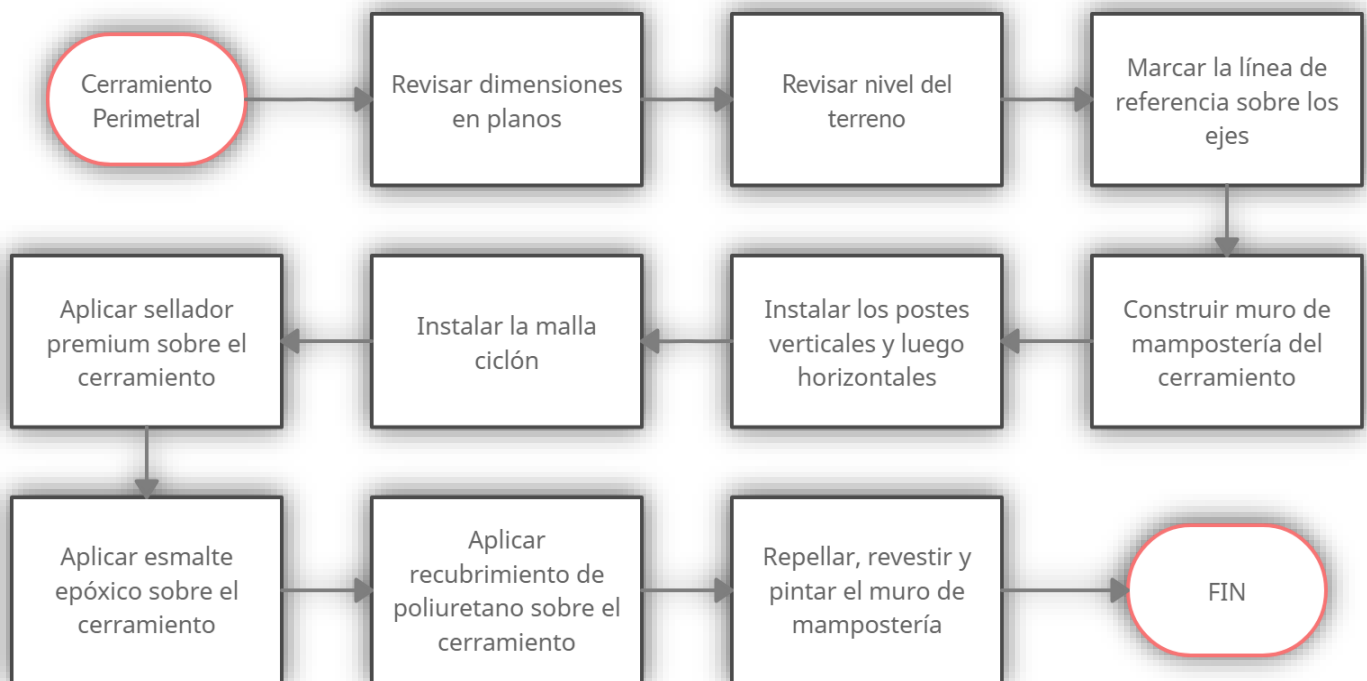 Cerramiento
Perimetral
Revisar dimensiones
en planos
Revisar nivel del
terreno
Marcar la línea de
referencia sobre los
ejes
Construir muro de
mampostería del
cerramiento
Instalar los postes
verticales y luego
horizontales
Instalar la malla
ciclón
Aplicar sellador
premium sobre el
cerramiento
Aplicar esmalte
epóxico sobre el
cerramiento
Aplicar
recubrimiento de
poliuretano sobre el
cerramiento
Repellar, revestir y
pintar el muro de
mampostería
FIN